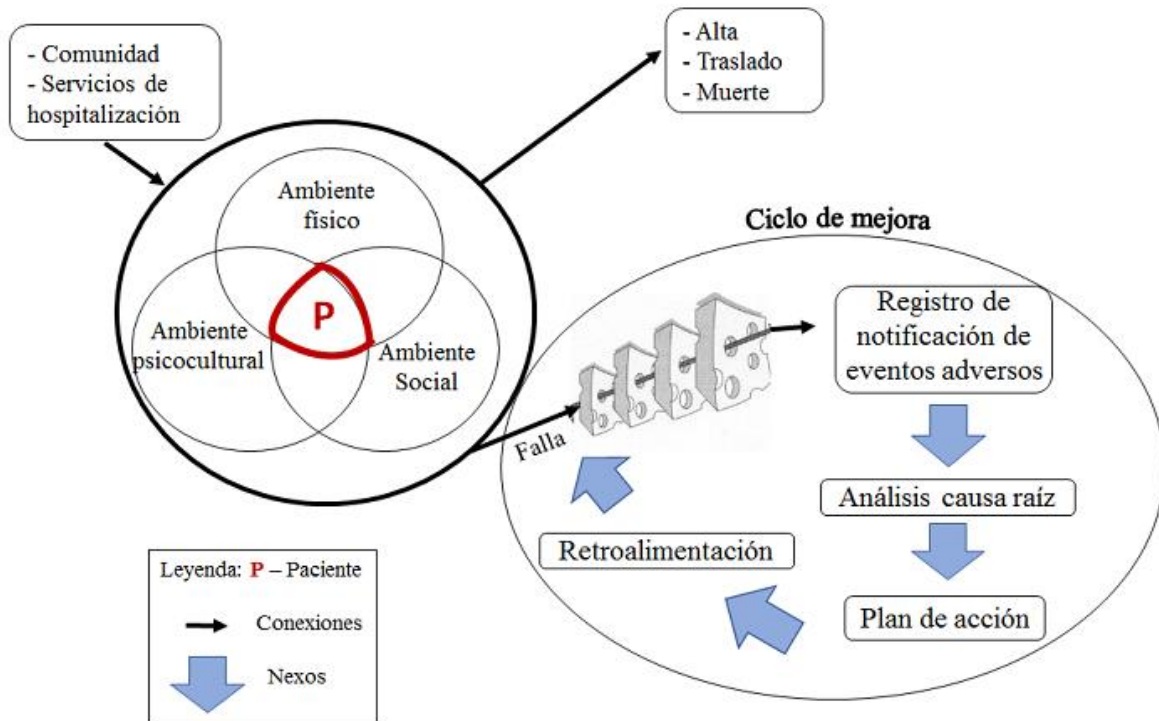 - Comunidad
- Servicios de
hospitalización
- Alta
- Traslado
- Muerte
Ambiente
físico
P
Ambiente
psicocultural
Ambiente
Social
Falla
Ciclo de mejora
Registro de
notificación de
eventos adversos
Análisis causa raíz
Plan de acción
Retroalimentación
Leyenda: P – Paciente
Conexiones
Nexos